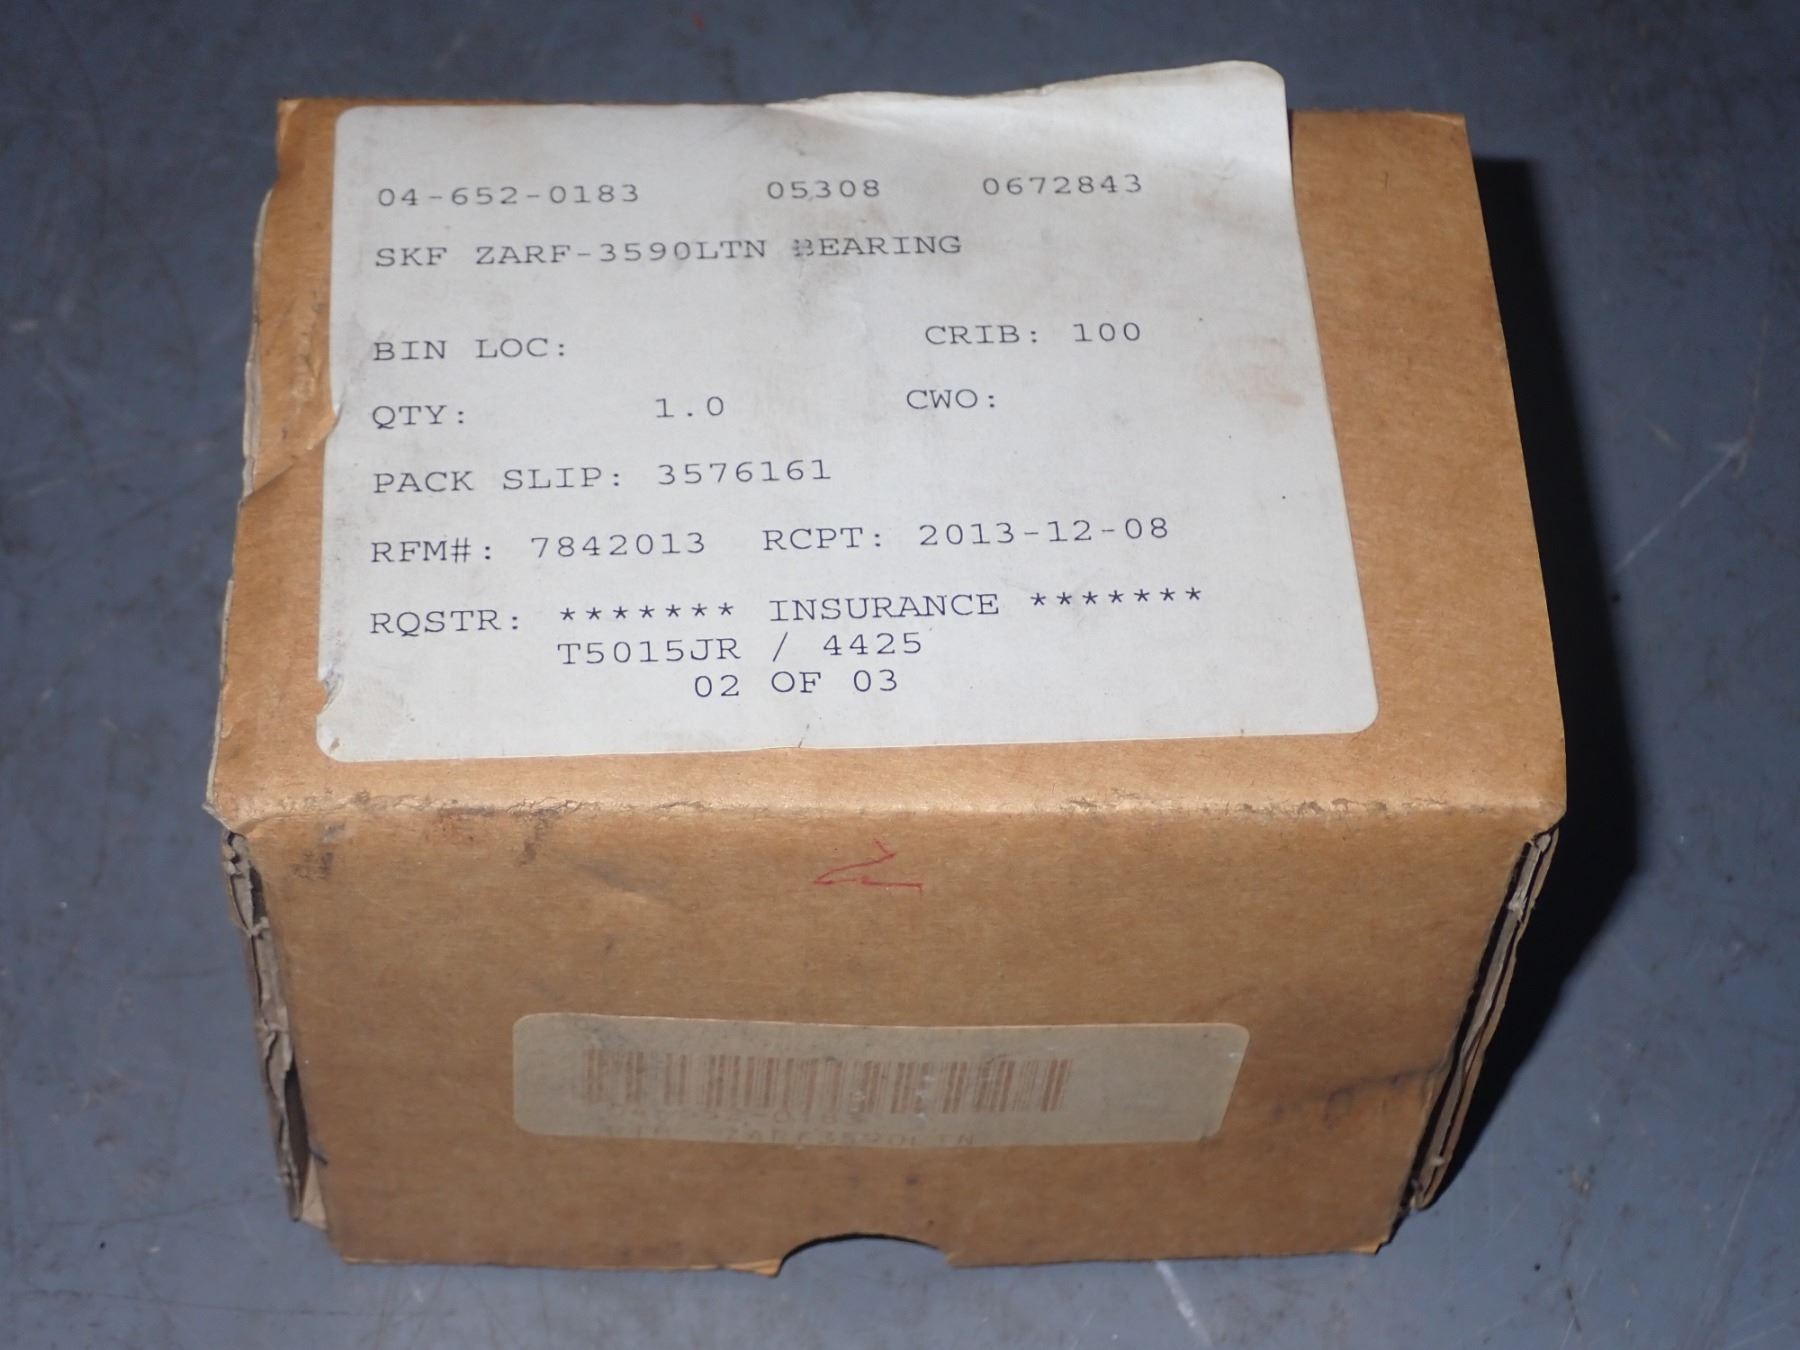 04-652-0183 05308 0672843
SKF ZARF-3590LTN BEARING
BIN LOC: CRIB: 100
QTY: 1.0 CWO:
PACK SLIP: 3576161
RFM#: 7842013 RCPT: 2013-12-08
RQSTR: ******* INSURANCE *******
T5015JR / 4425
02 OF 03
ZARF3590LTN